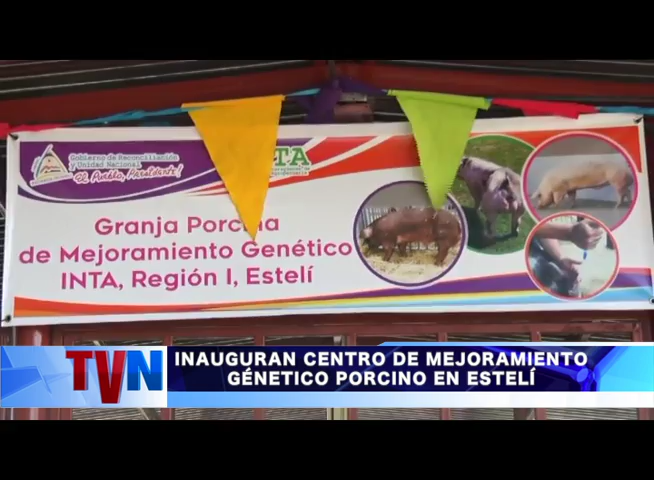 Gobierno de Reconciliación
y Unidad Nacional
El Pueblo, Presidente!
TA
Granja Porcina
de Mejoramiento Genético
INTA, Región I, Estelí
TVN
INAUGURAN CENTRO DE MEJORAMIENTO
GÉNETICO PORCINO EN ESTELÍ